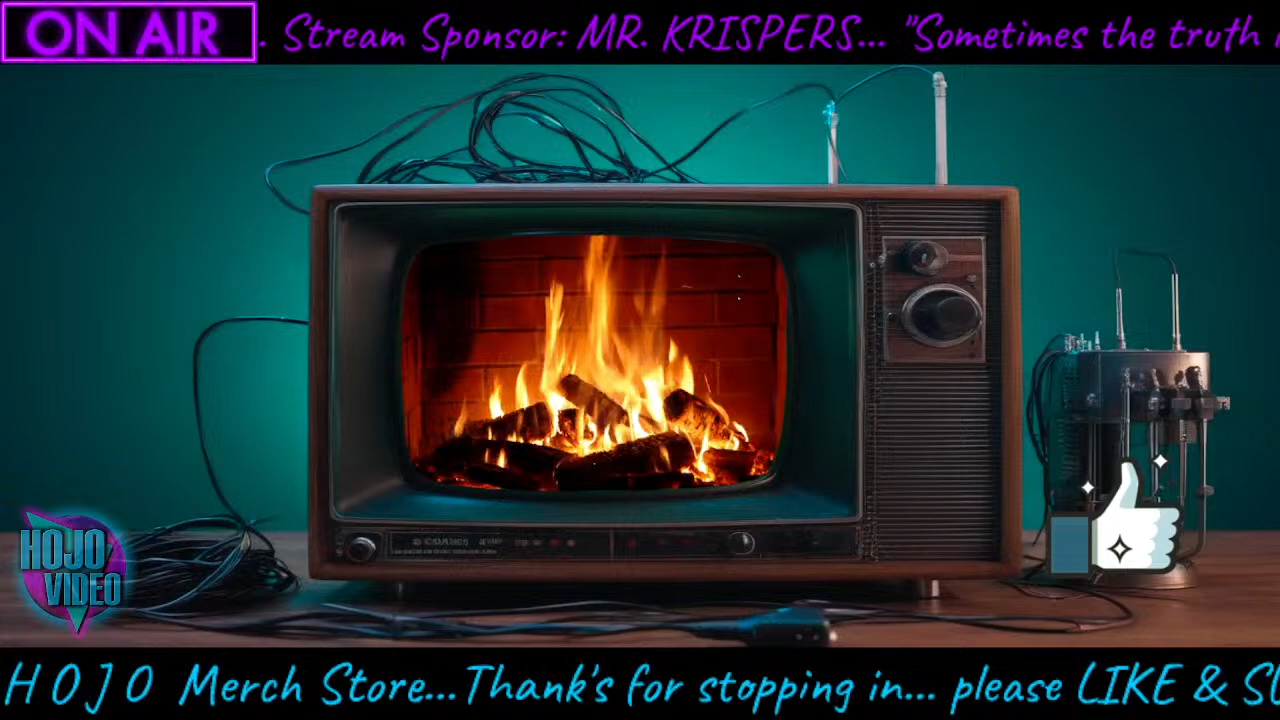 ON AIR
. Stream Sponsor: MR. KRISPERS... "Sometimes the truth
HOJO
VIDEO
HOJO Merch Store...Thank's for stopping in... please LIKE &